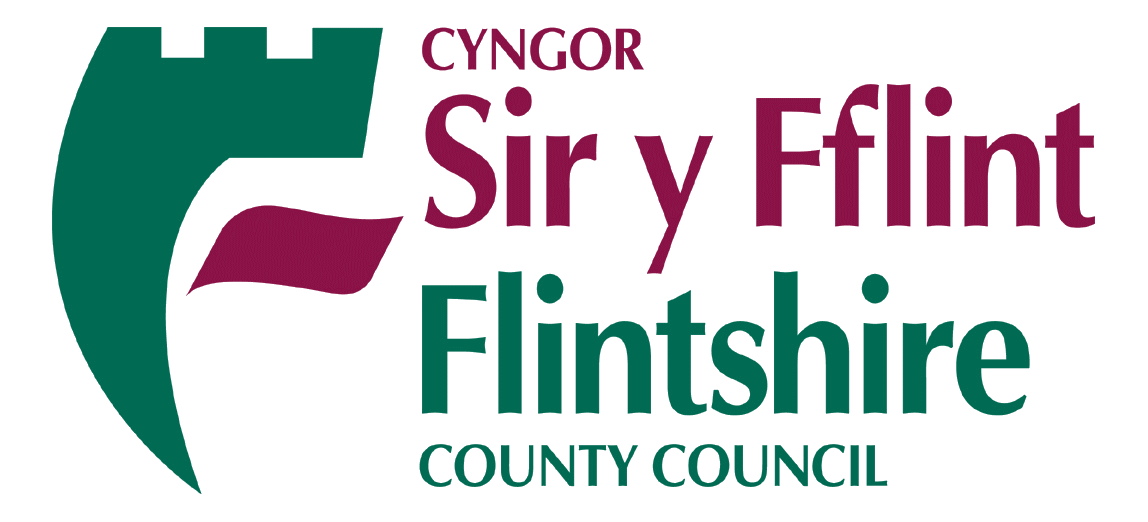 CYNGOR
Sir y Fflint
Flintshire
COUNTY COUNCIL